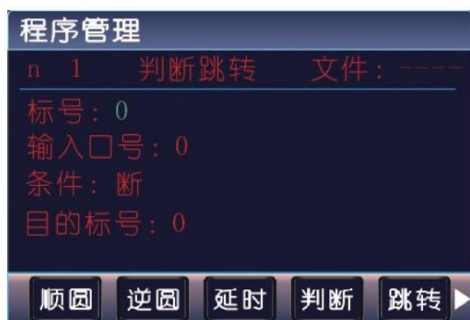 程序管理
n 1 判断跳转 文件: ----
标号: 0
输入口号: 0
条件: 断
目的标号: 0
顺圆 逆圆 延时 判断 跳转